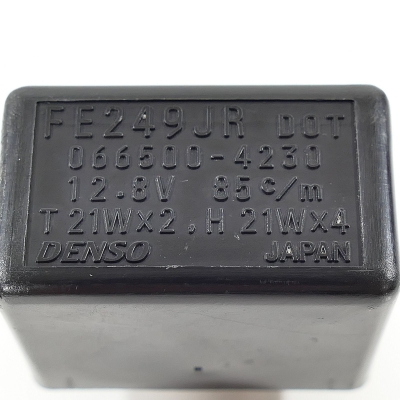 FE249JR DOT
066500-4230
12.8V 85c/m
T 21W×2, H 21W×4
DENSO JAPAN